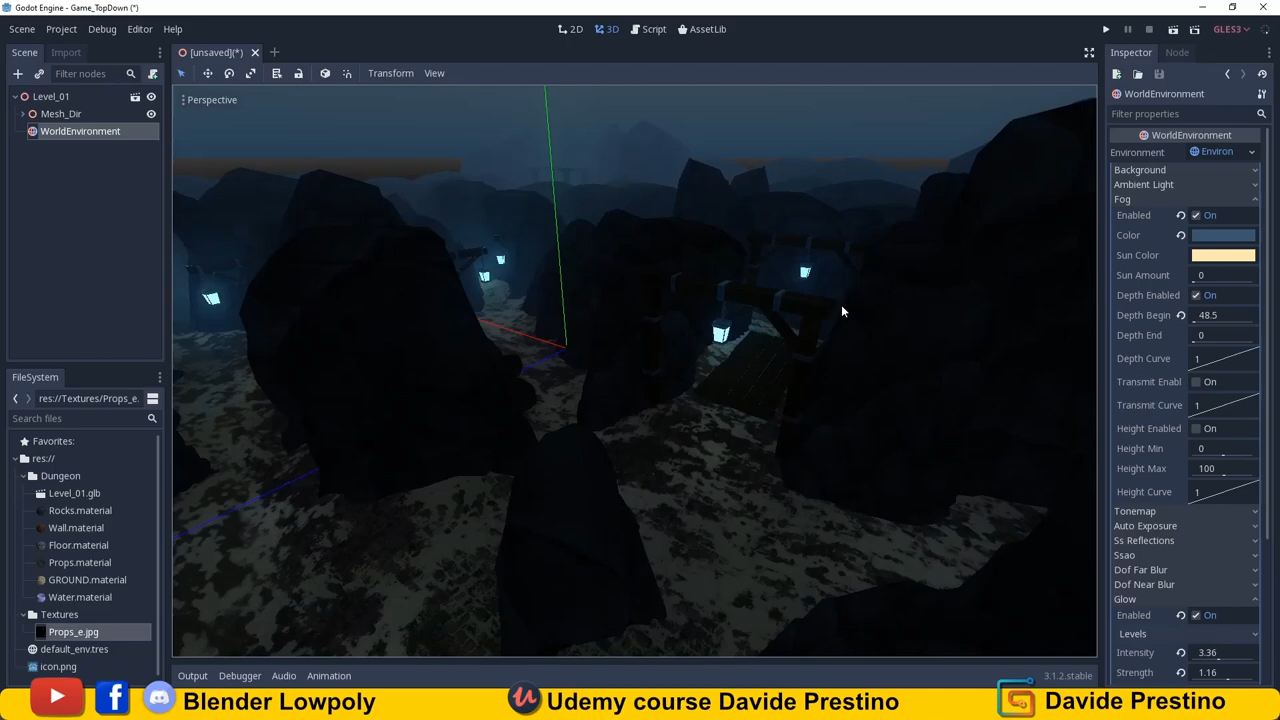 Godot Engine - Game_TopDown (*)
Scene Project Debug Editor Help
2D 3D Script AssetLib
GLES3
Scene Import
[unsaved](*)
Inspector Node
Filter nodes
Transform View
Level_01
Mesh_Dir
WorldEnvironment
Perspective
WorldEnvironment
Filter properties
WorldEnvironment
Environment Environ
Background
Ambient Light
Fog
Enabled On
Color
Sun Color
Sun Amount 0
Depth Enabled On
Depth Begin 48.5
Depth End 0
Depth Curve 1
Transmit Enabl On
Transmit Curve 1
Height Enabled On
Height Min 0
Height Max 100
Height Curve 1
Tonemap
Auto Exposure
Ss Reflections
Ssao
Dof Far Blur
Dof Near Blur
Glow
Enabled On
Levels
Intensity 3.36
Strength 1.16
FileSystem
res://Textures/Props_e.
Search files
Favorites:
res://
Dungeon
Level_01.glb
Rocks.material
Wall.material
Floor.material
Props.material
GROUND.material
Water.material
Textures
Props_e.jpg
default_env.tres
icon.png
Output Debugger Audio Animation
3.1.2.stable
Blender Lowpoly
Udemy course Davide Prestino
Davide Prestino